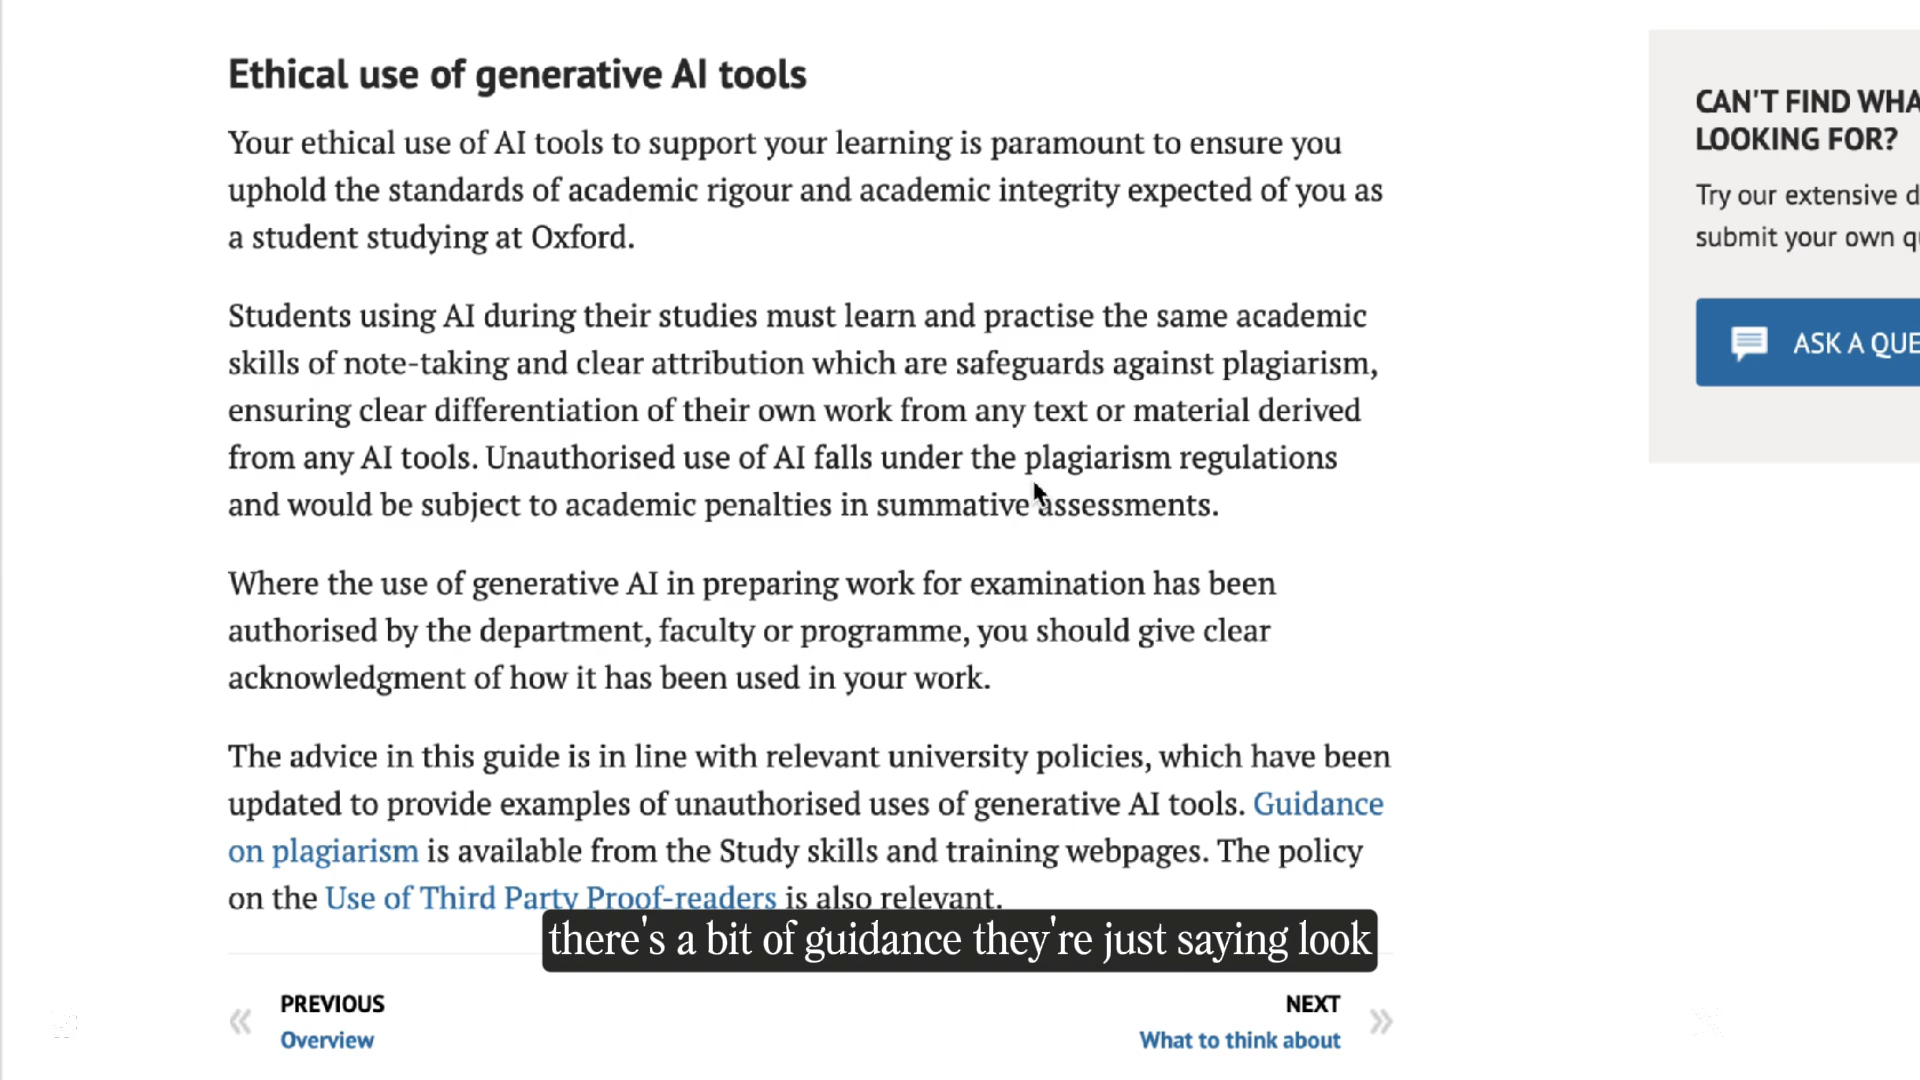 Ethical use of generative AI tools
Your ethical use of AI tools to support your learning is paramount to ensure you
uphold the standards of academic rigour and academic integrity expected of you as
a student studying at Oxford.
Students using AI during their studies must learn and practise the same academic
skills of note-taking and clear attribution which are safeguards against plagiarism,
ensuring clear differentiation of their own work from any text or material derived
from any AI tools. Unauthorised use of AI falls under the plagiarism regulations
and would be subject to academic penalties in summative assessments.
Where the use of generative AI in preparing work for examination has been
authorised by the department, faculty or programme, you should give clear
acknowledgment of how it has been used in your work.
The advice in this guide is in line with relevant university policies, which have been
updated to provide examples of unauthorised uses of generative AI tools. Guidance
on plagiarism is available from the Study skills and training webpages. The policy
on the Use of Third Party Proof-readers is also relevant.
there's a bit of guidance they're just saying look
PREVIOUS
Overview
NEXT
What to think about
CAN'T FIND
LOOKING FOR?
Try our extensive
submit your own
ASK A